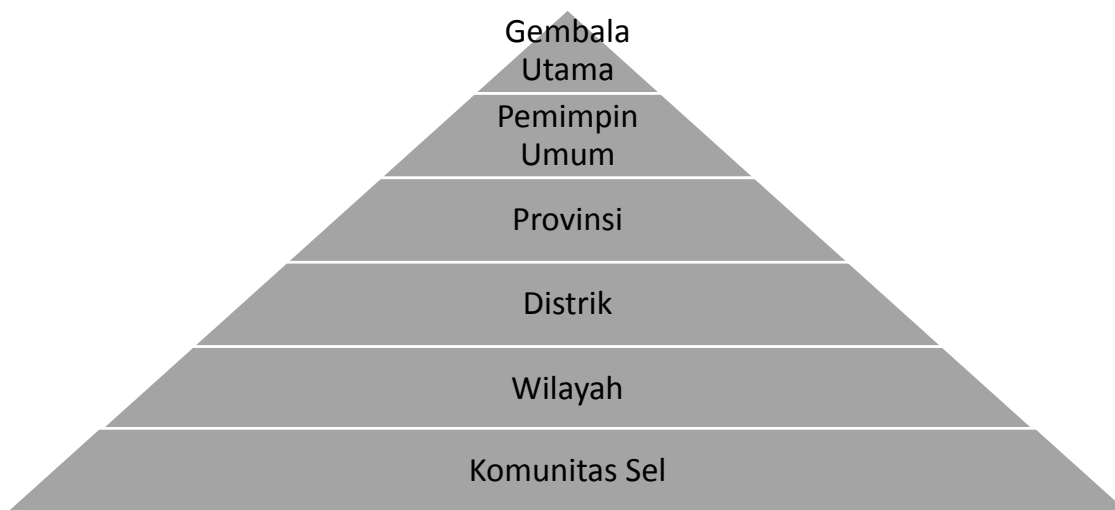 Gembala
Utama
Pemimpin
Umum
Provinsi
Distrik
Wilayah
Komunitas Sel